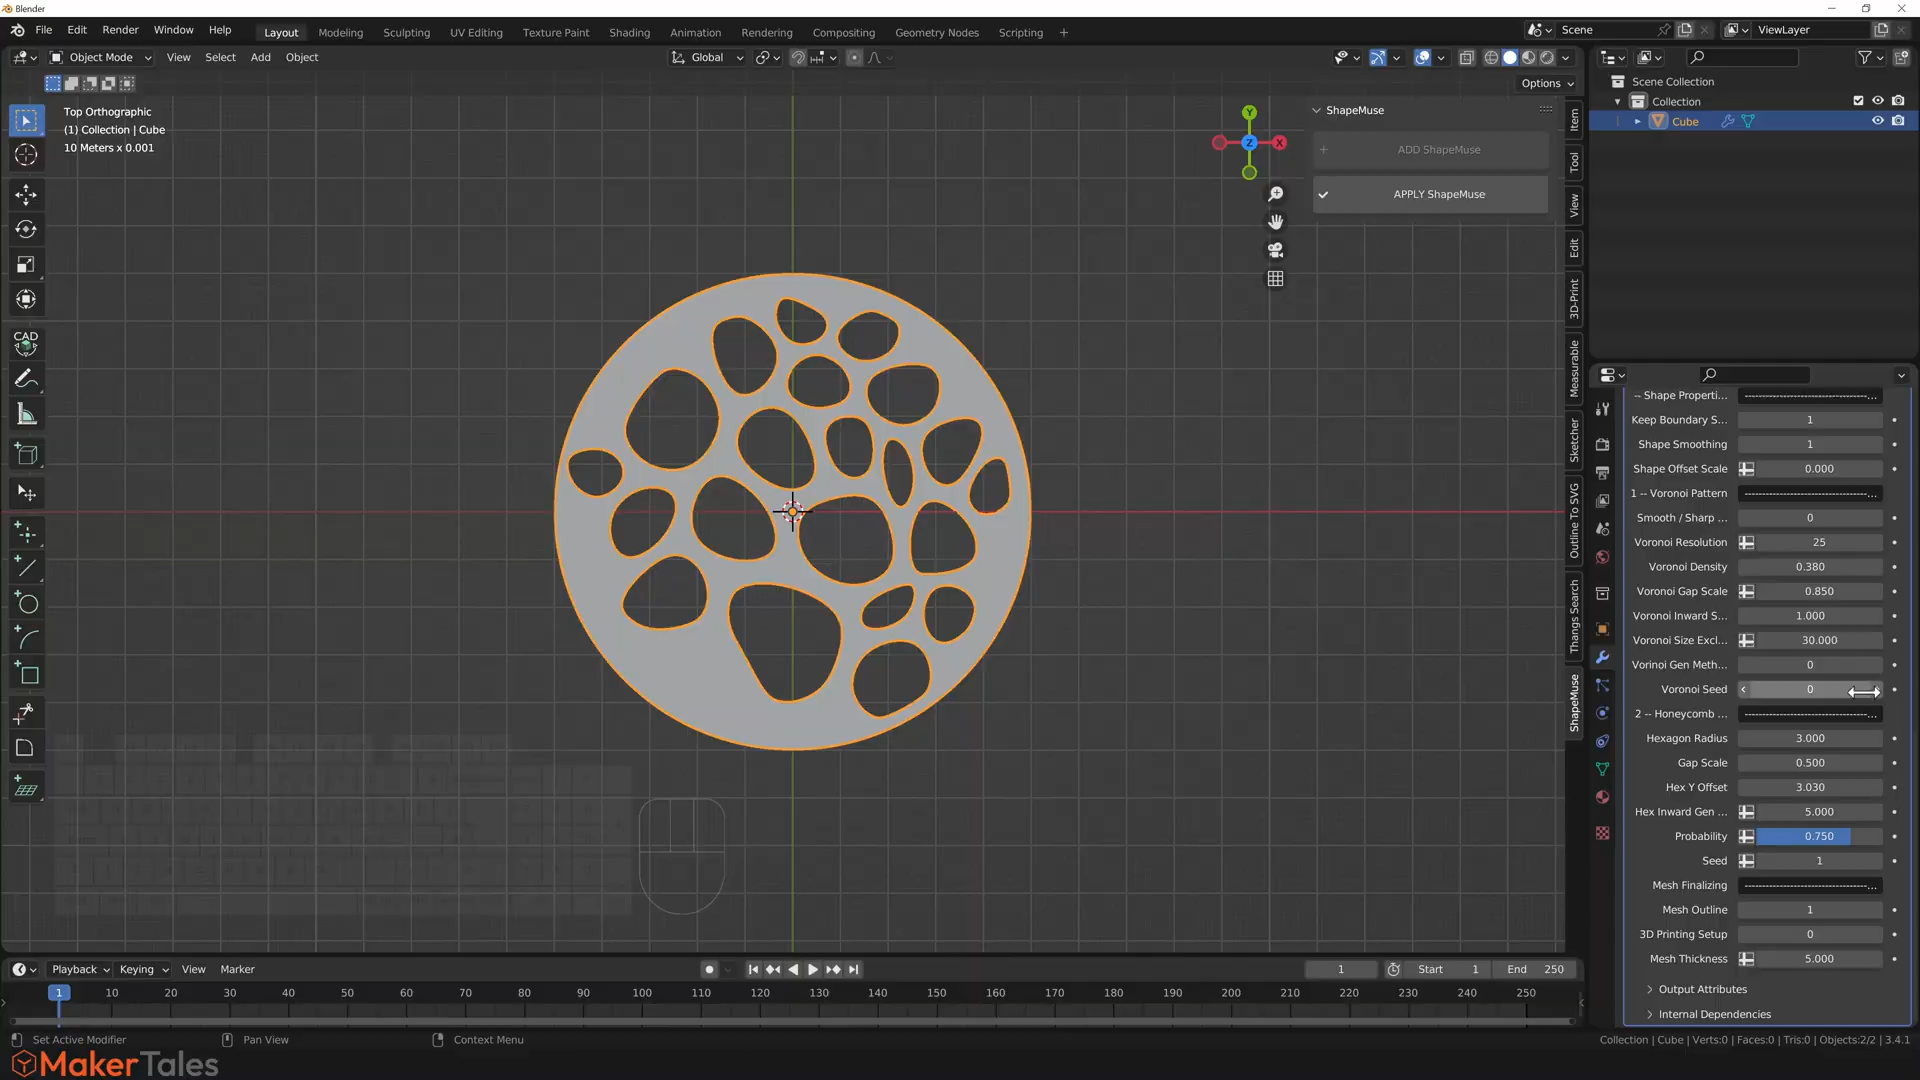 Blender
File Edit Render Window Help
Layout Modeling Sculpting UV Editing Texture Paint Shading Animation Rendering Compositing Geometry Nodes Scripting +
Scene
ViewLayer
Object Mode View Select Add Object
Global
Options
Top Orthographic
(1) Collection | Cube
10 Meters x 0.001
CAD
Y
Z
X
ShapeMuse
ADD ShapeMuse
APPLY ShapeMuse
Item
Tool
View
Edit
3D-Print
Measurable
Sketcher
Outline To SVG
Thangs Search
ShapeMuse
Scene Collection
Collection
Cube
-- Shape Properti... -----------------------------------...
Keep Boundary S... 1
Shape Smoothing 1
Shape Offset Scale 0.000
1 -- Voronoi Pattern -----------------------------------...
Smooth / Sharp ... 0
Voronoi Resolution 25
Voronoi Density 0.380
Voronoi Gap Scale 0.850
Voronoi Inward S... 1.000
Voronoi Size Excl... 30.000
Vorinoi Gen Meth... 0
Voronoi Seed 0
2 -- Honeycomb ... -----------------------------------...
Hexagon Radius 3.000
Gap Scale 0.500
Hex Y Offset 3.030
Hex Inward Gen ... 5.000
Probability 0.750
Seed 1
Mesh Finalizing -----------------------------------...
Mesh Outline 1
3D Printing Setup 0
Mesh Thickness 5.000
Output Attributes
Internal Dependencies
Playback Keying View Marker
1 Start 1 End 250
1 10 20 30 40 50 60 70 80 90 100 110 120 130 140 150 160 170 180 190 200 210 220 230 240 250
Set Active Modifier Pan View Context Menu
Collection | Cube | Verts:0 | Faces:0 | Tris:0 | Objects:2/2 | 3.4.1
MakerTales